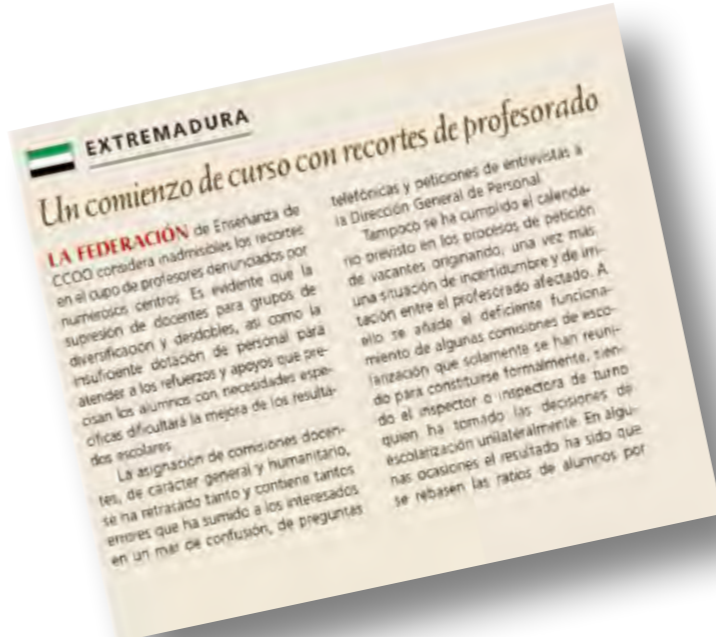 EXTREMADURA
Un comienzo de curso con recortes de profesorado
LA FEDERACIÓN de Enseñanza de
CCOO considera inadmisibles los recortes
en el cupo de profesores denunciados por
numerosos centros. Es evidente que la
supresión de docentes para grupos de
diversificación y desdobles, así como la
insuficiente dotación de personal para
atender a los refuerzos y apoyos que pre-
cisan los alumnos con necesidades espe-
cíficas dificultará la mejora de los resulta-
dos escolares.
La asignación de comisiones docen-
tes, de carácter general y humanitario,
se ha retrasado tanto y contiene tantos
errores que ha sumido a los interesados
en un mar de confusión, de preguntas
telefónicas y peticiones de entrevistas a
la Dirección General de Personal.
Tampoco se ha cumplido el calenda-
rio previsto en los procesos de petición
de vacantes originando, una vez más
una situación de incertidumbre y de irri-
tación entre el profesorado afectado. A
ello se añade el deficiente funciona-
miento de algunas comisiones de esco-
larización que solamente se han reuni-
do para constituirse formalmente, sien-
do el inspector o inspectora de turno
quien ha tomado las decisiones de
escolarización unilateralmente. En algu-
nas ocasiones el resultado ha sido que
se rebasen las ratios de alumnos por